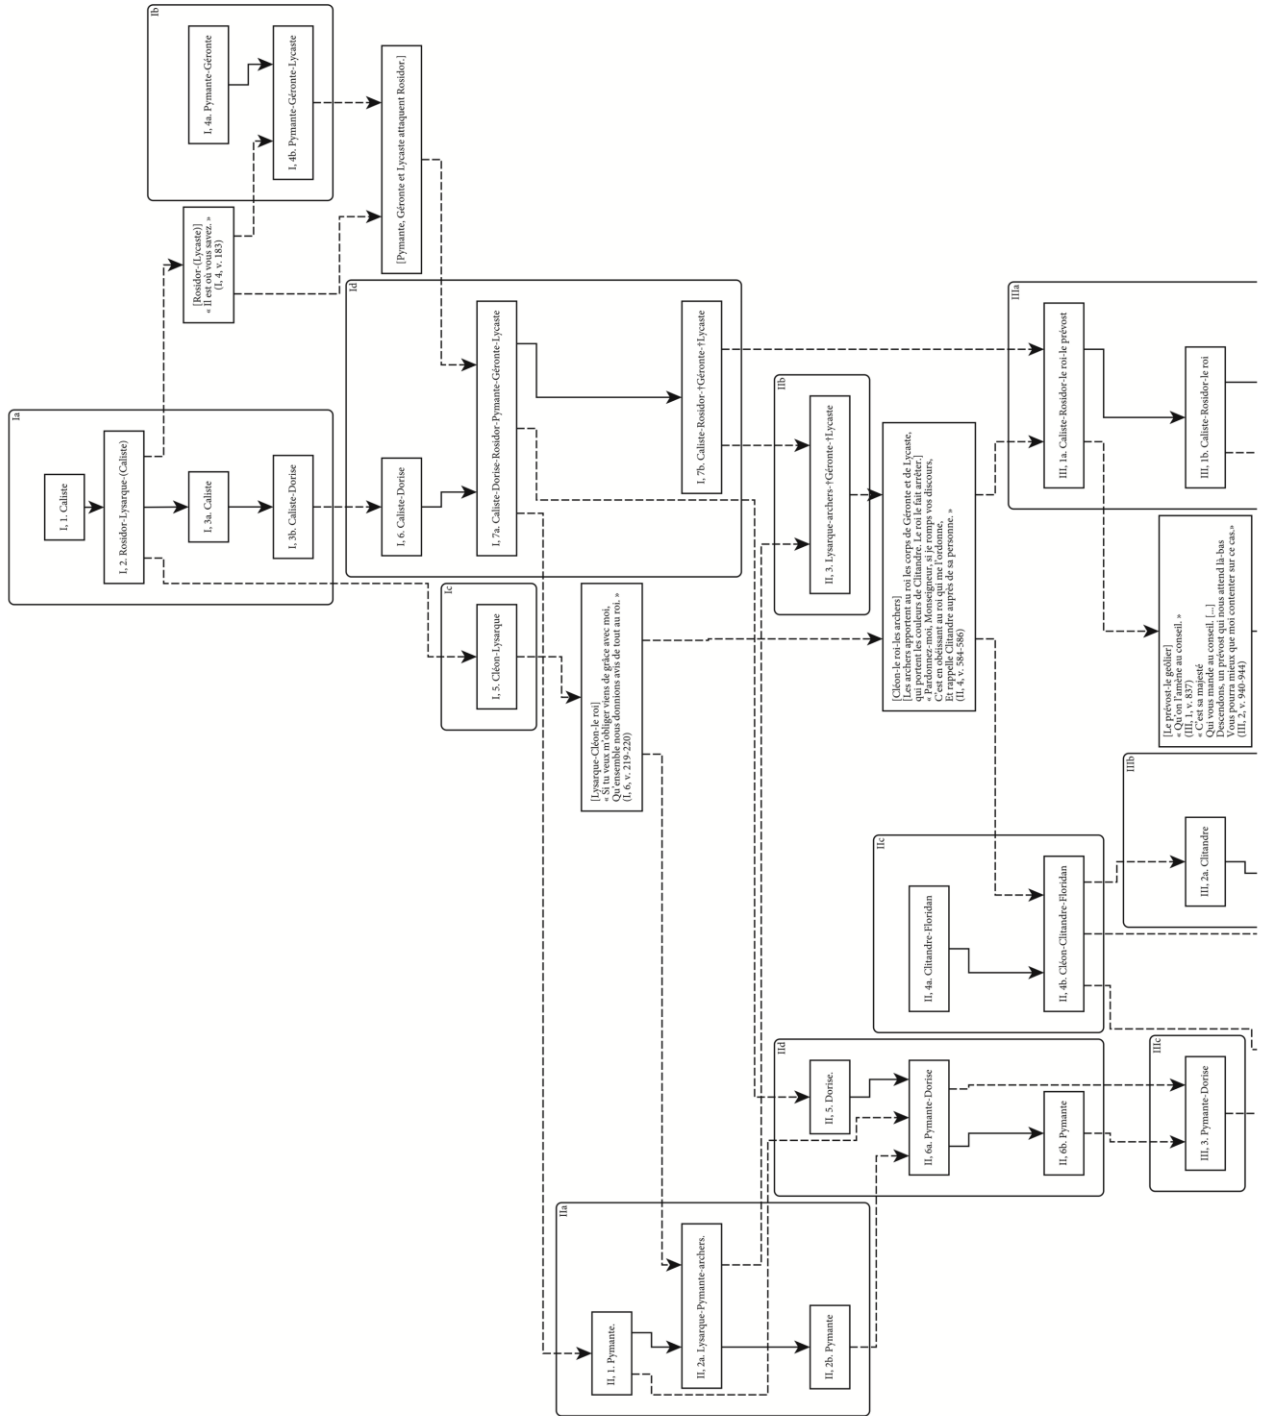 Ia
I, 1. Caliste
I, 2. Rosidor-Lysarque-(Caliste)
I, 3a. Caliste
I, 3b. Caliste-Dorise
[Rosidor-(Lycaste)]
« Il est où vous savez. »
(I, 4, v. 183)
Ib
I, 4a. Pymante-Géronte
I, 4b. Pymante-Géronte-Lycaste
[Pymante, Géronte et Lycaste attaquent Rosidor.]
Ic
I, 5. Cléon-Lysarque
[Lysarque-Cléon-le roi]
« Si tu veux m'obliger viens de grâce avec moi,
Qu'ensemble nous donnions avis de tout au roi. »
(I, 6, v. 219-220)
Id
I, 6. Caliste-Dorise
I, 7a. Caliste-Dorise-Rosidor-Pymante-Géronte-Lycaste
I, 7b. Caliste-Rosidor-†Géronte-†Lycaste
IIa
II, 1. Pymante.
II, 2a. Lysarque-Pymante-archers.
II, 2b. Pymante
IIb
II, 3. Lysarque-archers-†Géronte-†Lycaste
[Cléon-le roi-les archers]
[Les archers apportent au roi les corps de Géronte et de Lycaste,
qui portent les couleurs de Clitandre. Le roi le fait arrêter.]
« Pardonnez-moi, Monseigneur, si je romps vos discours,
C'est en obéissant au roi qui me l'ordonne,
Et rappelle Clitandre auprès de sa personne. »
(II, 4, v. 584-586)
IIc
II, 4a. Clitandre-Floridan
II, 4b. Cléon-Clitandre-Floridan
IId
II, 5. Dorise.
II, 6a. Pymante-Dorise
II, 6b. Pymante
IIIa
III, 1a. Caliste-Rosidor-le roi-le prévost
III, 1b. Caliste-Rosidor-le roi
[Le prévost-le geôlier]
« Qu'on l'amène au conseil. »
(III, 1, v. 837)
« C'est sa majesté
Qui vous mande au conseil. [...]
Descendons, un prévost qui nous attend là-bas
Vous pourra mieux que moi contenter sur ce cas.»
(III, 2, v. 940-944)
IIIb
III, 2a. Clitandre
IIIc
III, 3. Pymante-Dorise